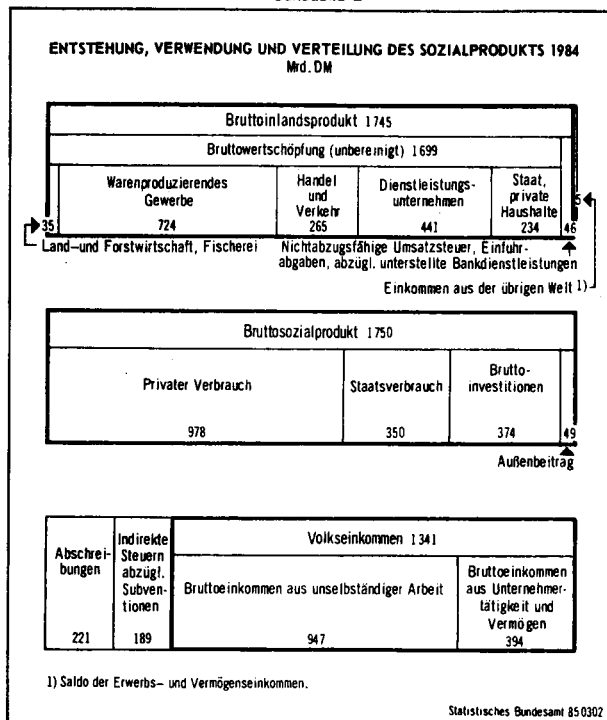 ENTSTEHUNG, VERWENDUNG UND VERTEILUNG DES SOZIALPRODUKTS 1984
Mrd. DM
Bruttoinlandsprodukt 1745
Bruttowertschöpfung (unbereinigt) 1699
Warenproduzierendes
Gewerbe
724
Handel
und
Verkehr
265
Dienstleistungs-
unternehmen
441
Staat,
private
Haushalte
234
5
35
46
Land-und Forstwirtschaft, Fischerei
Nichtabzugsfähige Umsatzsteuer, Einfuhr-
abgaben, abzügl. unterstellte Bankdienstleistungen
Einkommen aus der übrigen Welt 1)
Bruttosozialprodukt 1750
Privater Verbrauch
978
Staatsverbrauch
350
Brutto-
investitionen
374
49
Außenbeitrag
Abschrei-
bungen
221
Indirekte
Steuern
abzügl.
Subven-
tionen
189
Volkseinkommen 1341
Bruttoeinkommen aus unselbständiger Arbeit
947
Bruttoeinkommen
aus Unternehmer-
tätigkeit und
Vermögen
394
1) Saldo der Erwerbs- und Vermögenseinkommen.
Statistisches Bundesamt 850302